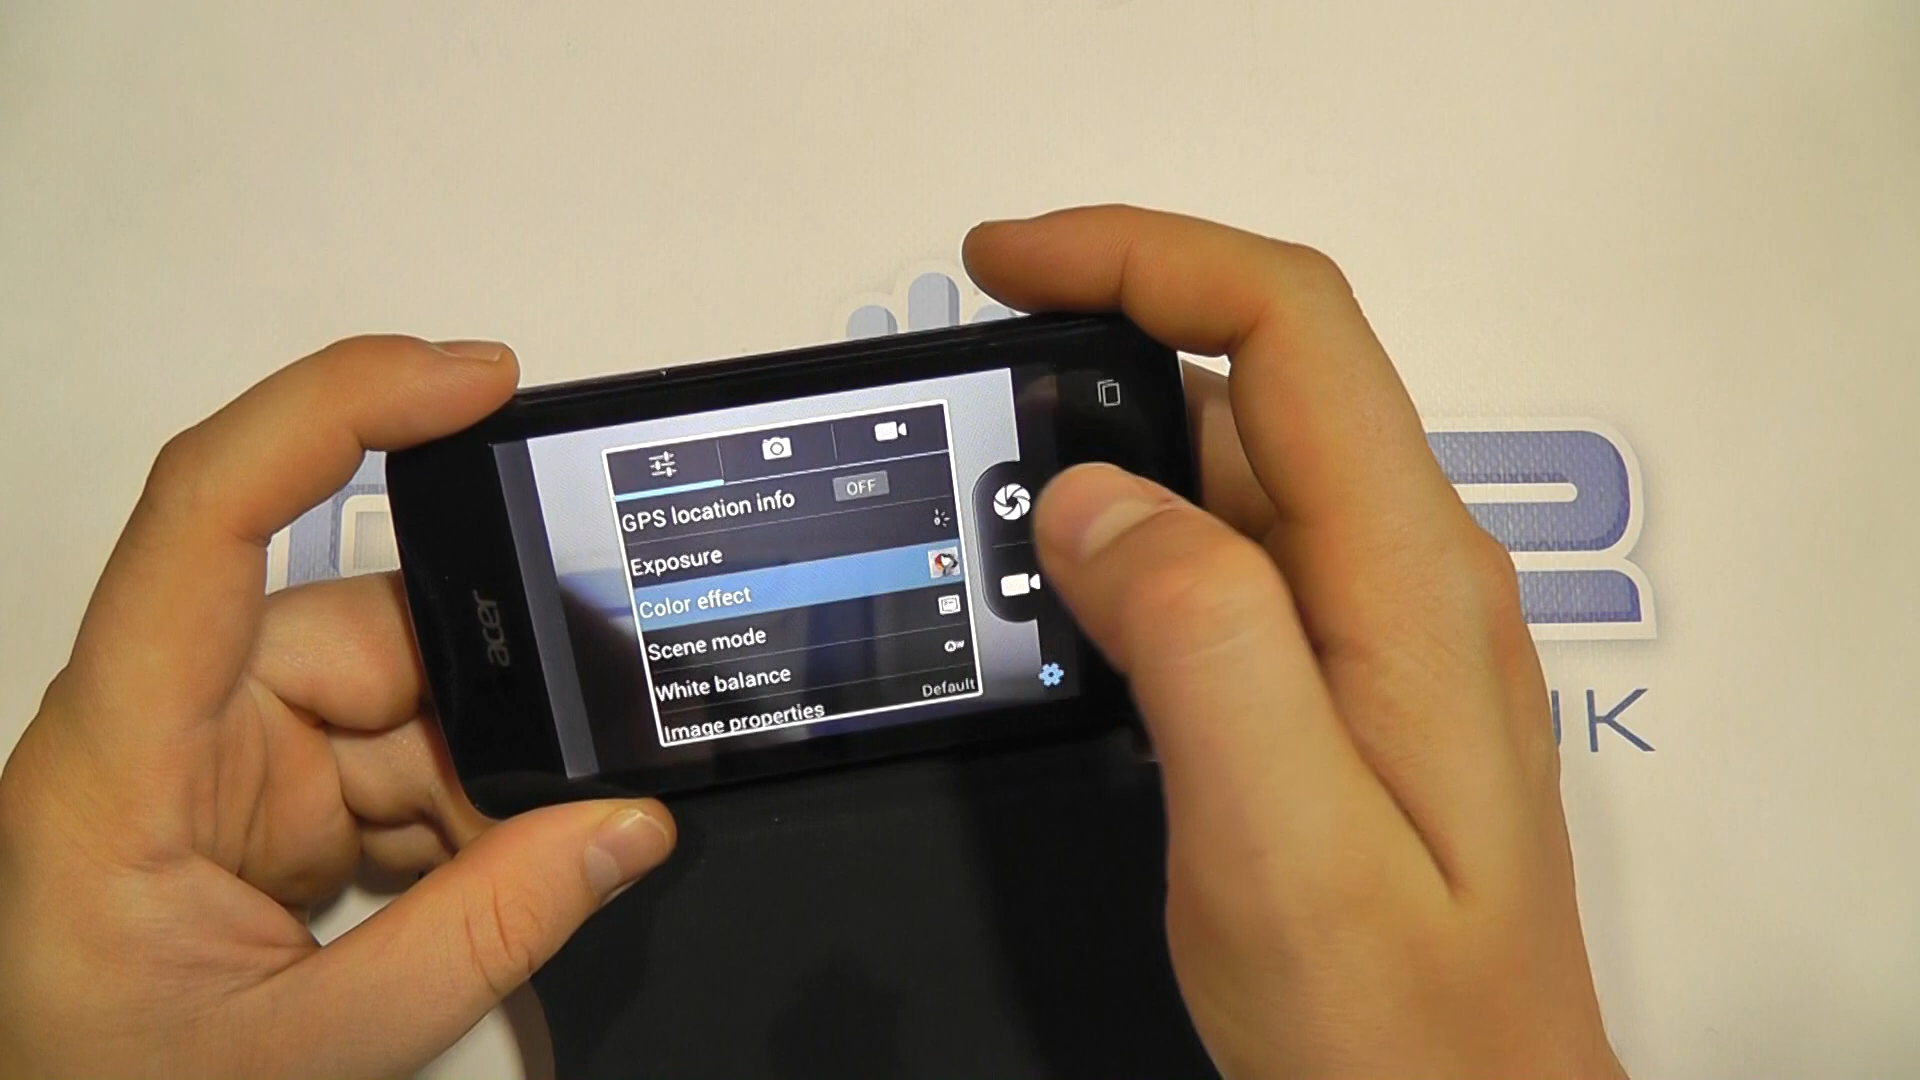 acer
GPS location info
OFF
Exposure
Color effect
Scene mode
White balance
Image properties
Default
UK